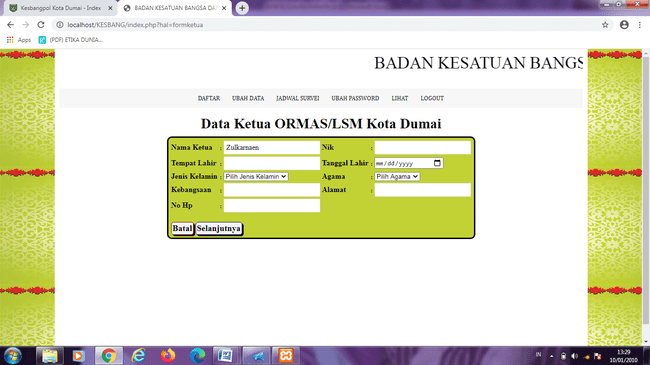 Kesbangpol Kota Dumai - Index
BADAN KESATUAN BANGSA DA
localhost/KESBANG/index.php?hal=formketua
Apps
(PDF) ETIKA DUNIA...
BADAN KESATUAN BANGS
DAFTAR UBAH DATA JADWAL SURVEI UBAH PASSWORD LIHAT LOGOUT
Data Ketua ORMAS/LSM Kota Dumai
Nama Ketua : Zulkarnaen Nik :
Tempat Lahir : Tanggal Lahir : mm/dd/yyyy
Jenis Kelamin : Pilih Jenis Kelamin Agama : Pilih Agama
Kebangsaan : Alamat :
No Hp :
Batal Selanjutnya
IN
13:29
10/01/2010